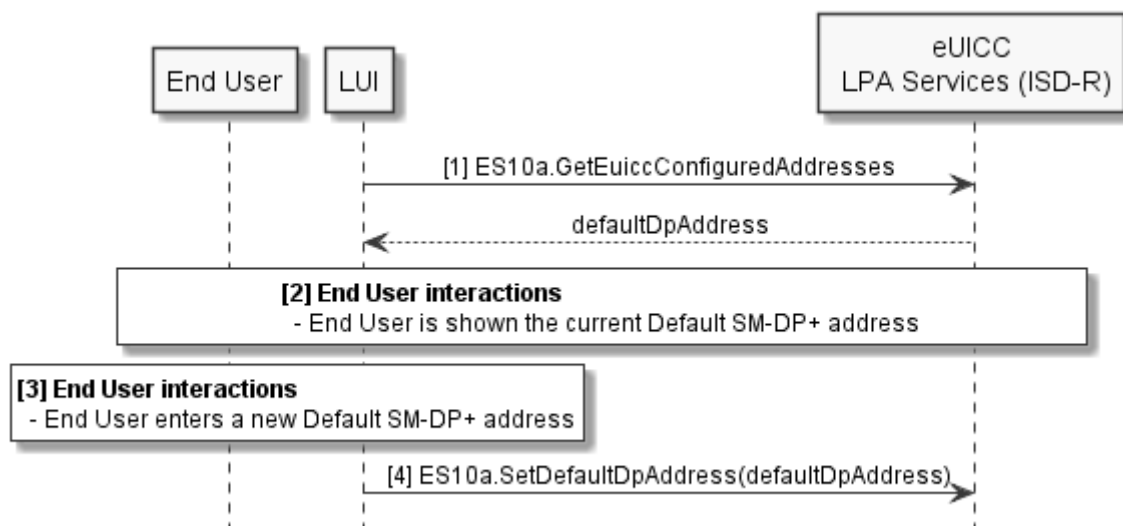 End User
LUI
eUICC
LPA Services (ISD-R)
[1] ES10a.GetEuiccConfiguredAddresses
defaultDpAddress
[2] End User interactions
- End User is shown the current Default SM-DP+ address
[3] End User interactions
- End User enters a new Default SM-DP+ address
[4] ES10a.SetDefaultDpAddress(defaultDpAddress)